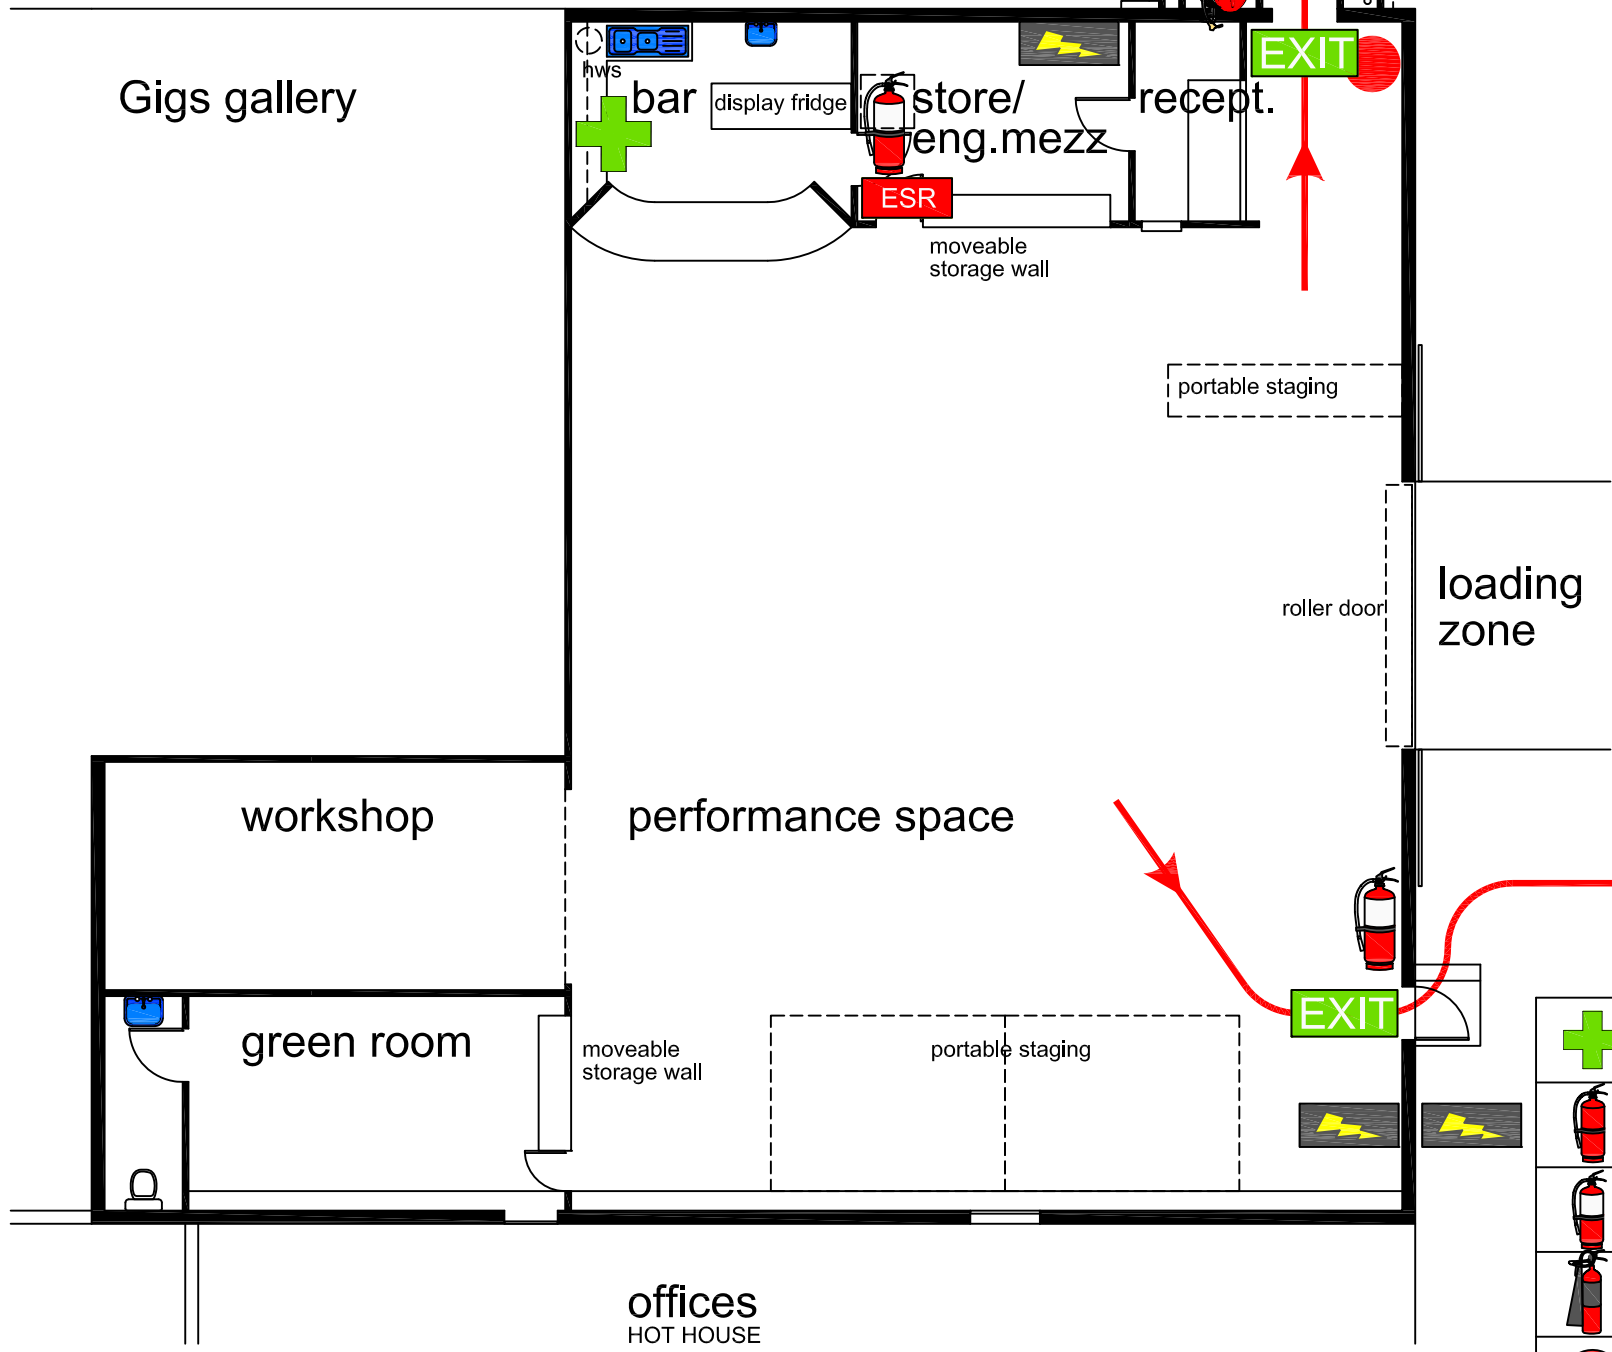 EXIT
hws
Gigs gallery
bar
display fridge
store/
eng.mezz
recept.
ESR
moveable
storage wall
portable staging
roller door
loading
zone
workshop
performance space
EXIT
green room
moveable
storage wall
portable staging
offices
HOT HOUSE